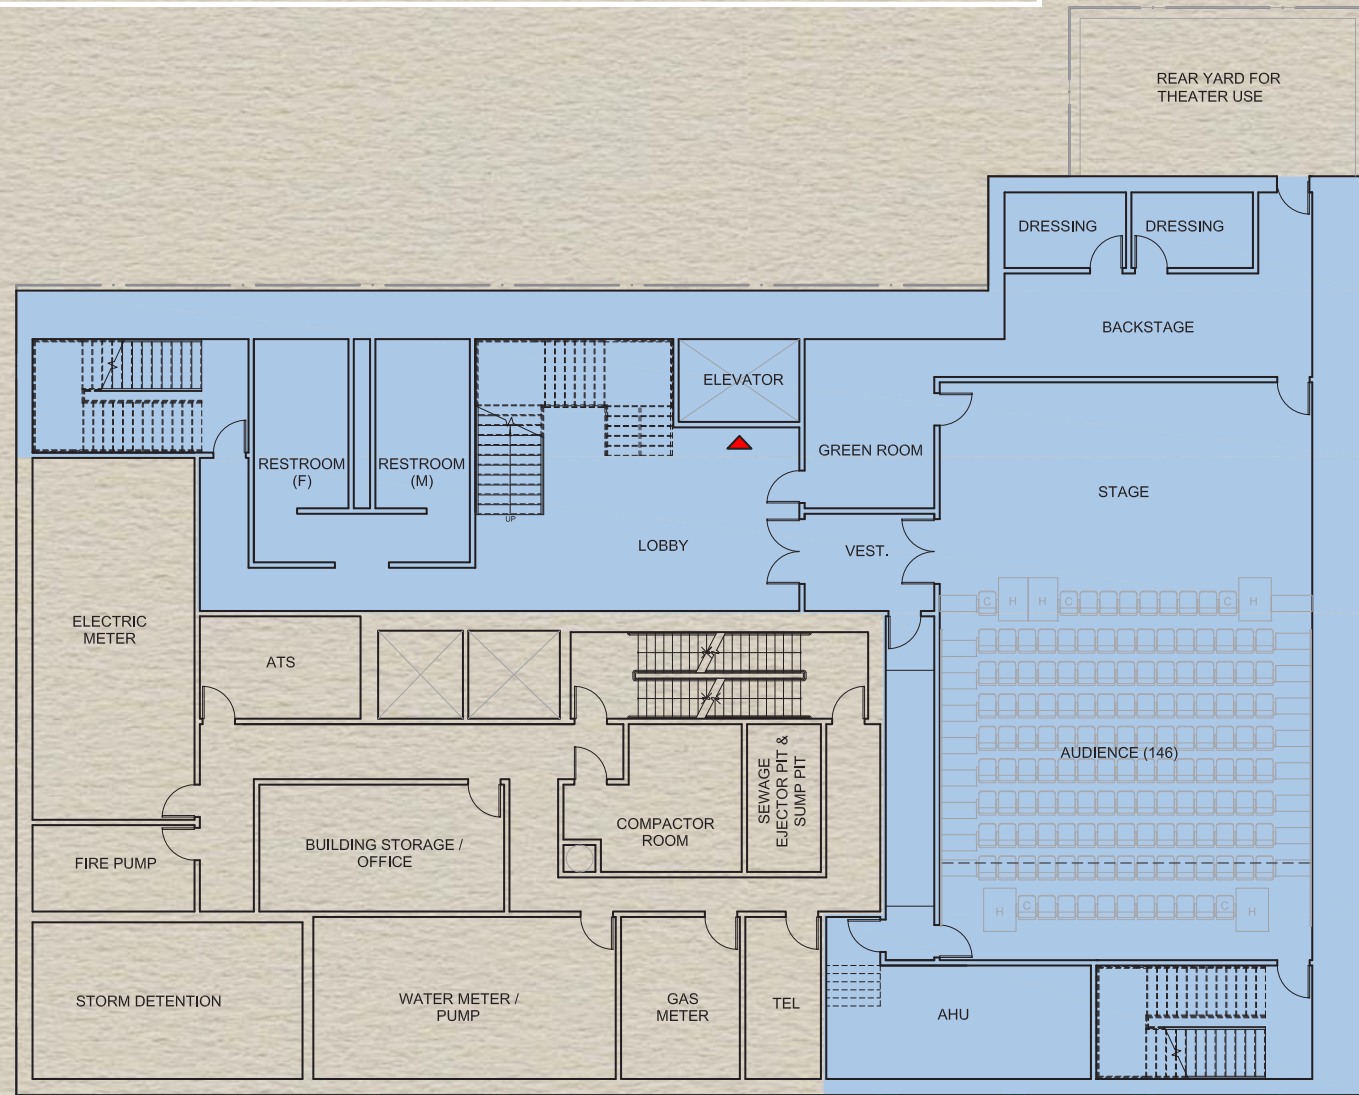 REAR YARD FOR
THEATER USE
DRESSING
DRESSING
BACKSTAGE
ELEVATOR
GREEN ROOM
RESTROOM
(F)
RESTROOM
(M)
STAGE
UP
LOBBY
VEST.
C
H
H
C
C
H
ELECTRIC
METER
ATS
AUDIENCE (146)
SEWAGE
EJECTOR PIT &
SUMP PIT
COMPACTOR
ROOM
BUILDING STORAGE /
OFFICE
FIRE PUMP
H
C
C
H
STORM DETENTION
WATER METER /
PUMP
GAS
METER
TEL
AHU